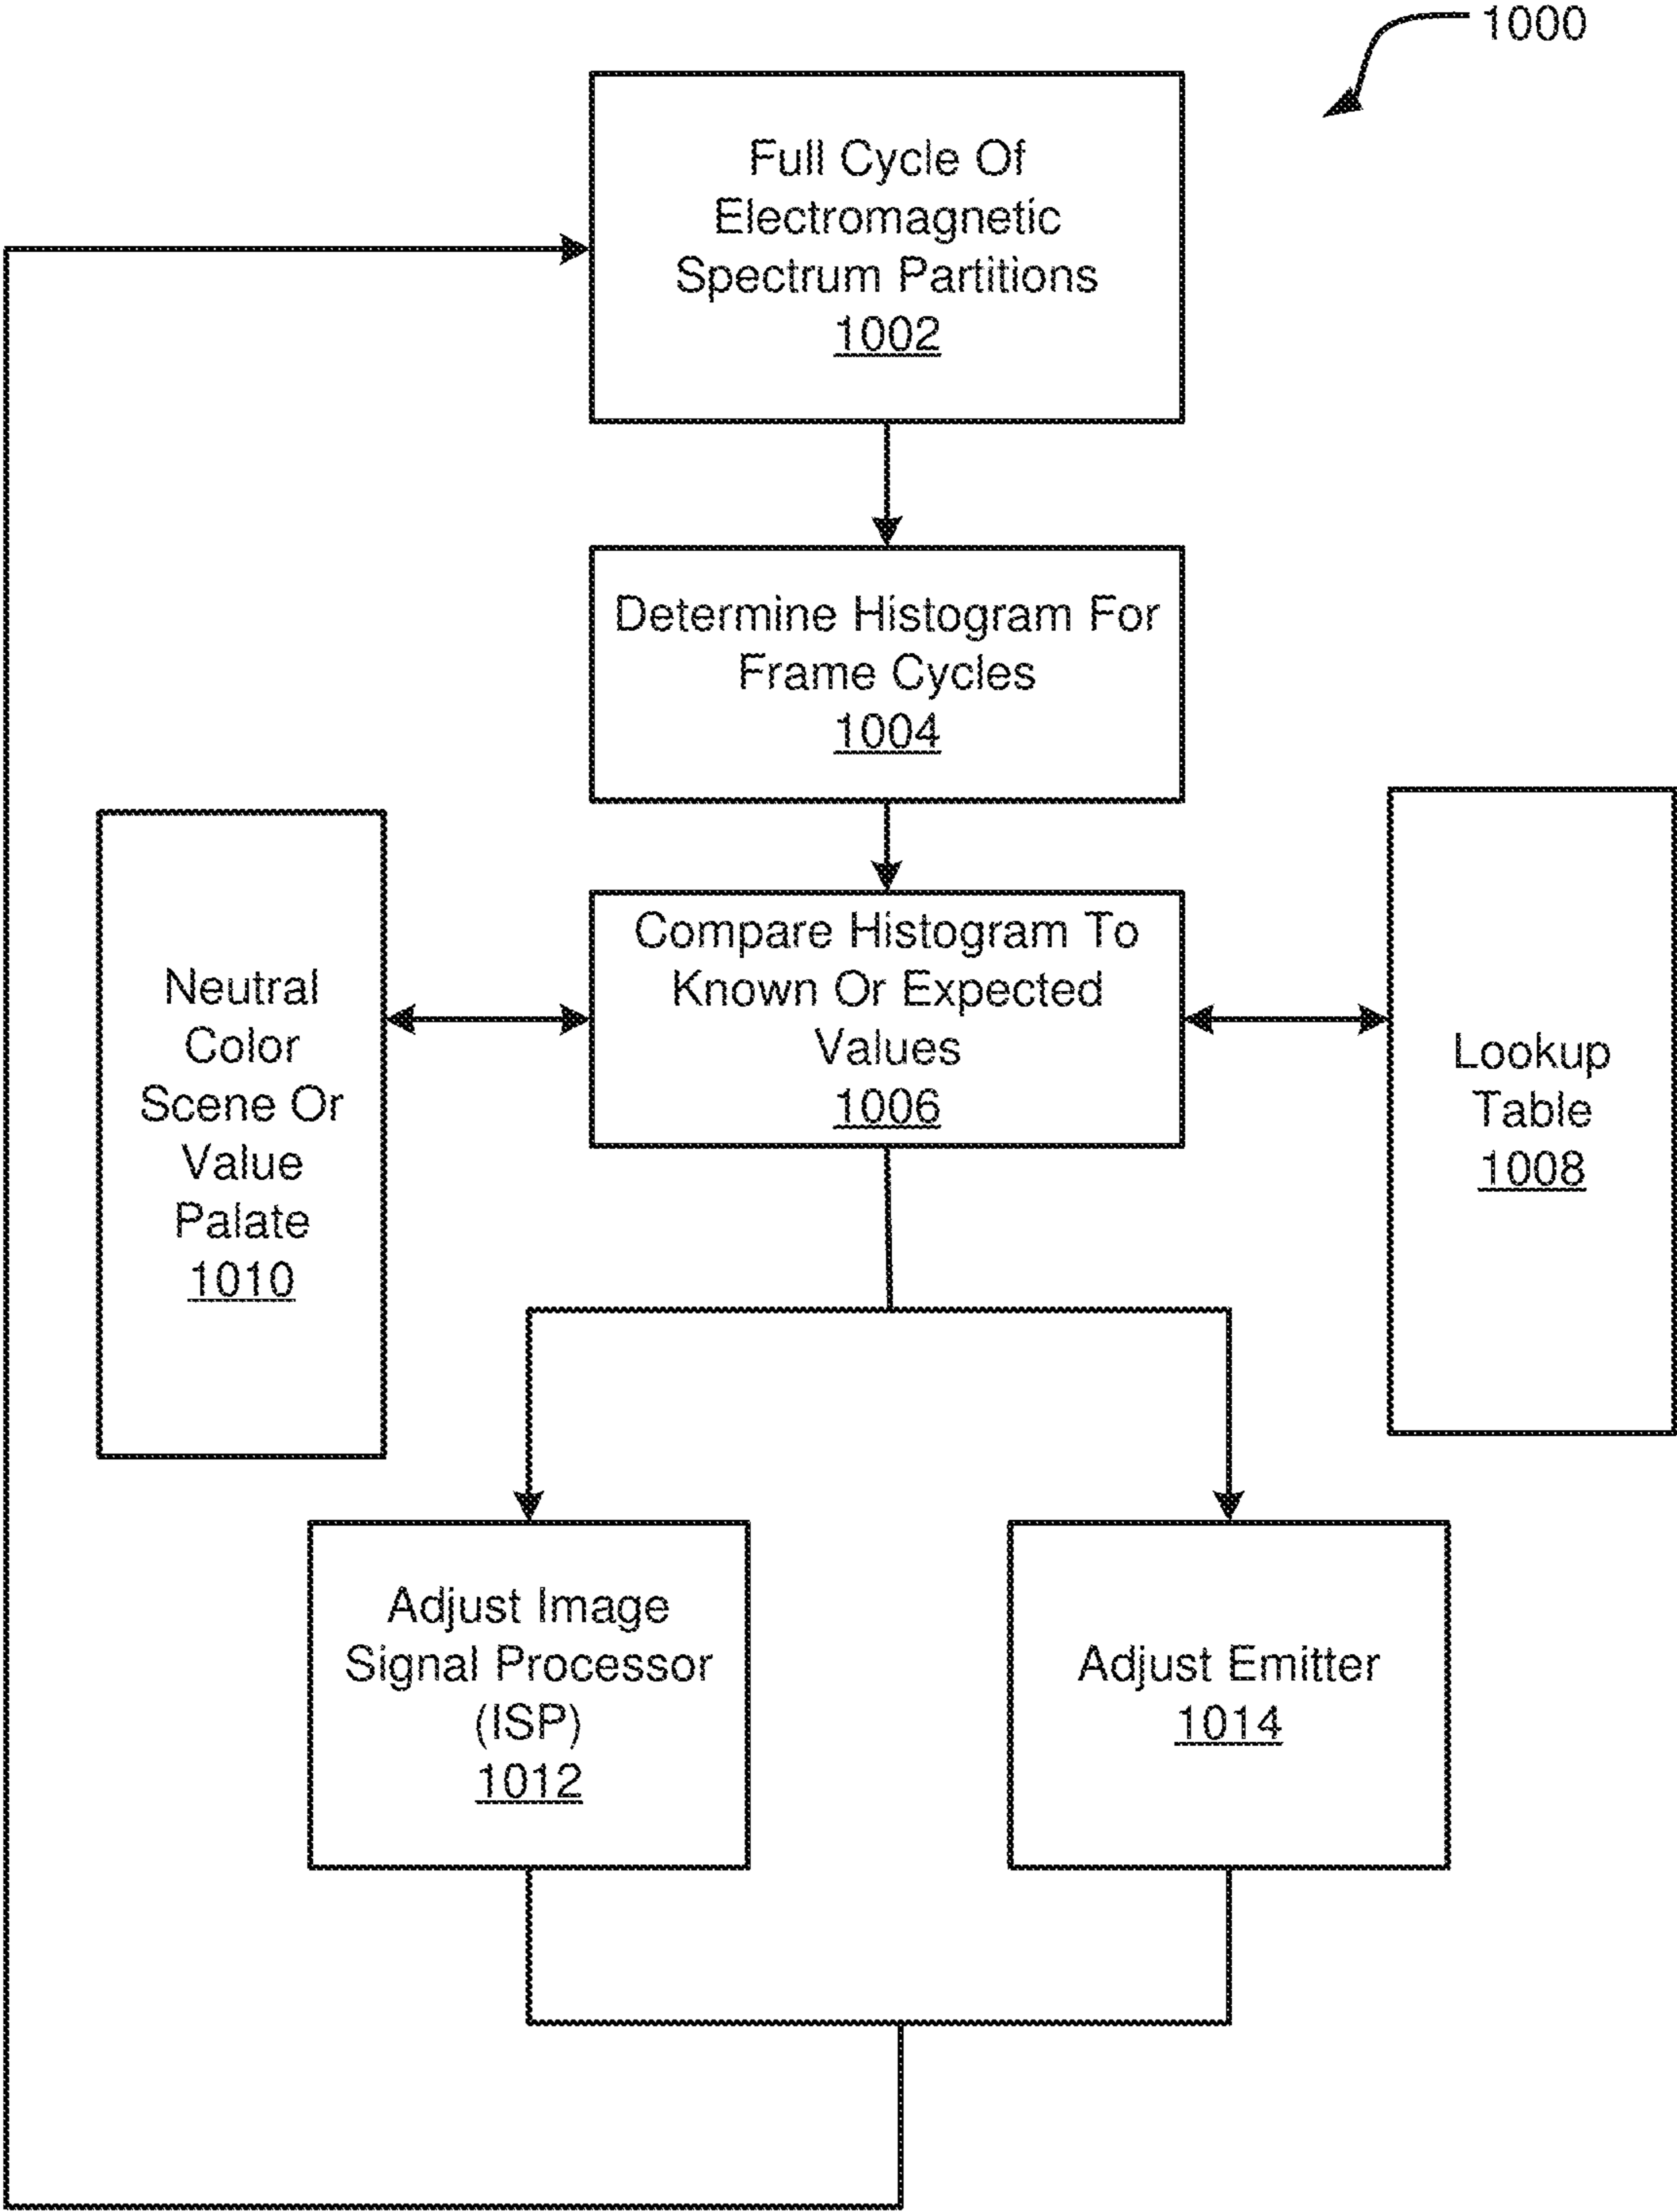 1000
Full Cycle Of
Electromagnetic
Spectrum Partitions
1002
Determine Histogram For
Frame Cycles
1004
Compare Histogram To
Known Or Expected
Values
1006
Neutral
Color
Scene Or
Value
Palate
1010
Lookup
Table
1008
Adjust Image
Signal Processor
(ISP)
1012
Adjust Emitter
1014